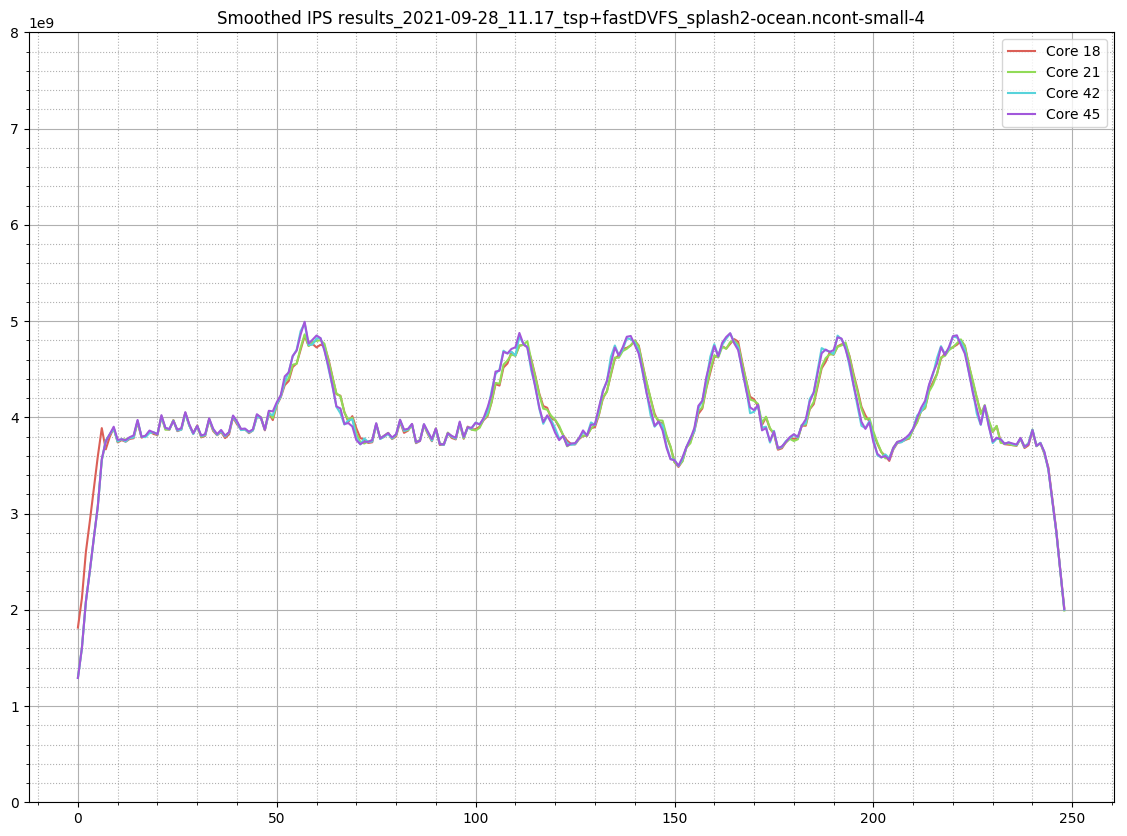 Smoothed IPS results_2021-09-28_11.17_tsp+fastDVFS_splash2-ocean.ncont-small-4
1e9
8
7
6
5
4
3
2
1
0
0 50 100 150 200 250
Core 18
Core 21
Core 42
Core 45